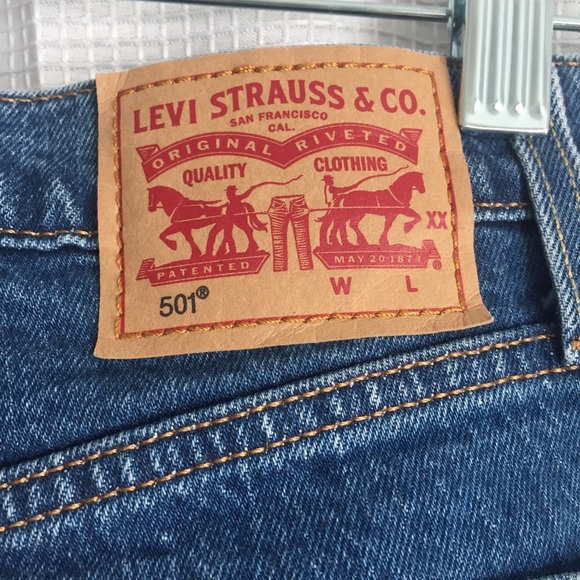 LEVI STRAUSS & CO.
SAN FRANCISCO
CAL.
ORIGINAL RIVETED
QUALITY CLOTHING
XX
PATENTED MAY 20 1873 ®
W L
501®